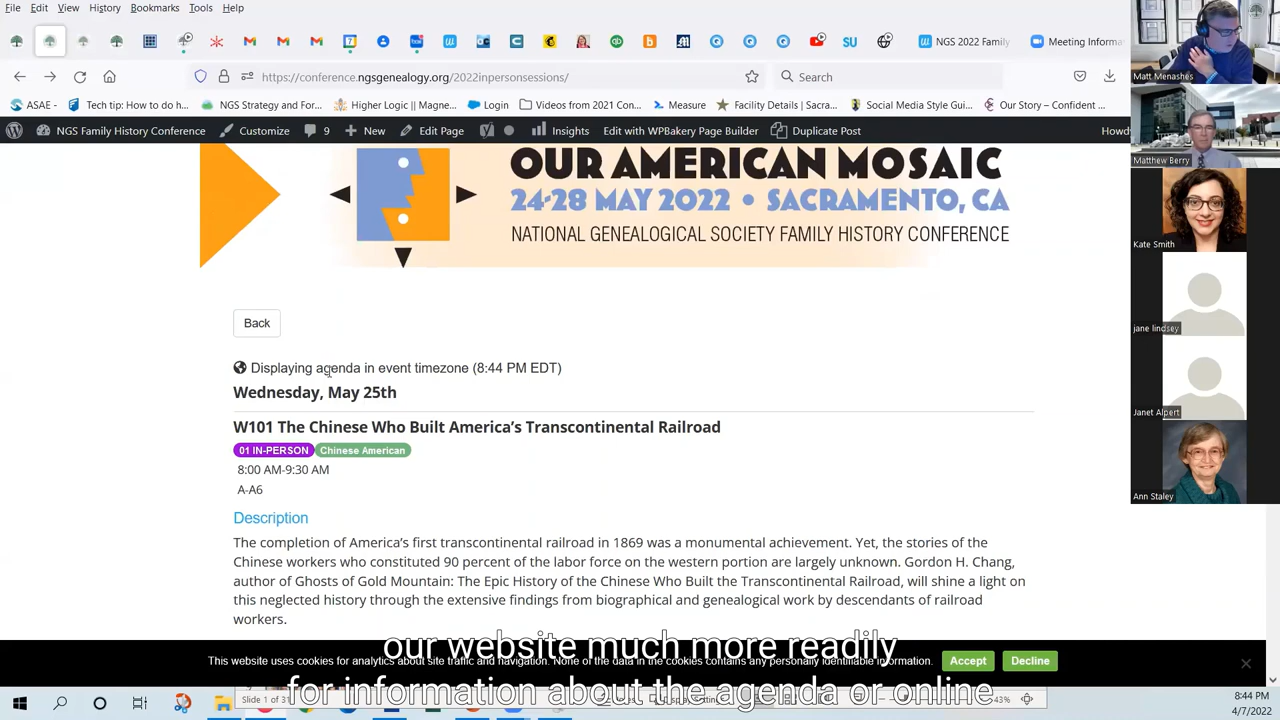 File Edit View History Bookmarks Tools Help
NGS 2022 Family
Meeting Informa
https://conference.ngsgenealogy.org/2022inpersonsessions/
Search
ASAE -
Tech tip: How to do h...
NGS Strategy and For...
Higher Logic || Magne...
Login
Videos from 2021 Con...
Measure
Facility Details | Sacra...
Social Media Style Gui...
Our Story – Confident ...
NGS Family History Conference
Customize
9
New
Edit Page
Insights
Edit with WPBakery Page Builder
Duplicate Post
Howdy
OUR AMERICAN MOSAIC
24-28 MAY 2022 • SACRAMENTO, CA
NATIONAL GENEALOGICAL SOCIETY FAMILY HISTORY CONFERENCE
Back
Displaying agenda in event timezone (8:44 PM EDT)
Wednesday, May 25th
W101 The Chinese Who Built America’s Transcontinental Railroad
01 IN-PERSON Chinese American
8:00 AM-9:30 AM
A-A6
Description
The completion of America’s first transcontinental railroad in 1869 was a monumental achievement. Yet, the stories of the
Chinese workers who constituted 90 percent of the labor force on the western portion are largely unknown. Gordon H. Chang,
author of Ghosts of Gold Mountain: The Epic History of the Chinese Who Built the Transcontinental Railroad, will shine a light on
this neglected history through the extensive findings from biographical and genealogical work by descendants of railroad
workers.
our website much more readily
for information about the agenda or online
This website uses cookies for analytics about site traffic and navigation. None of the data in the cookies contains any personally identifiable information.
Accept
Decline
Slide 1 of 31
43%
8:44 PM
4/7/2022
Matt Menashes
Matthew Berry
Kate Smith
jane lindsey
Janet Alpert
Ann Staley